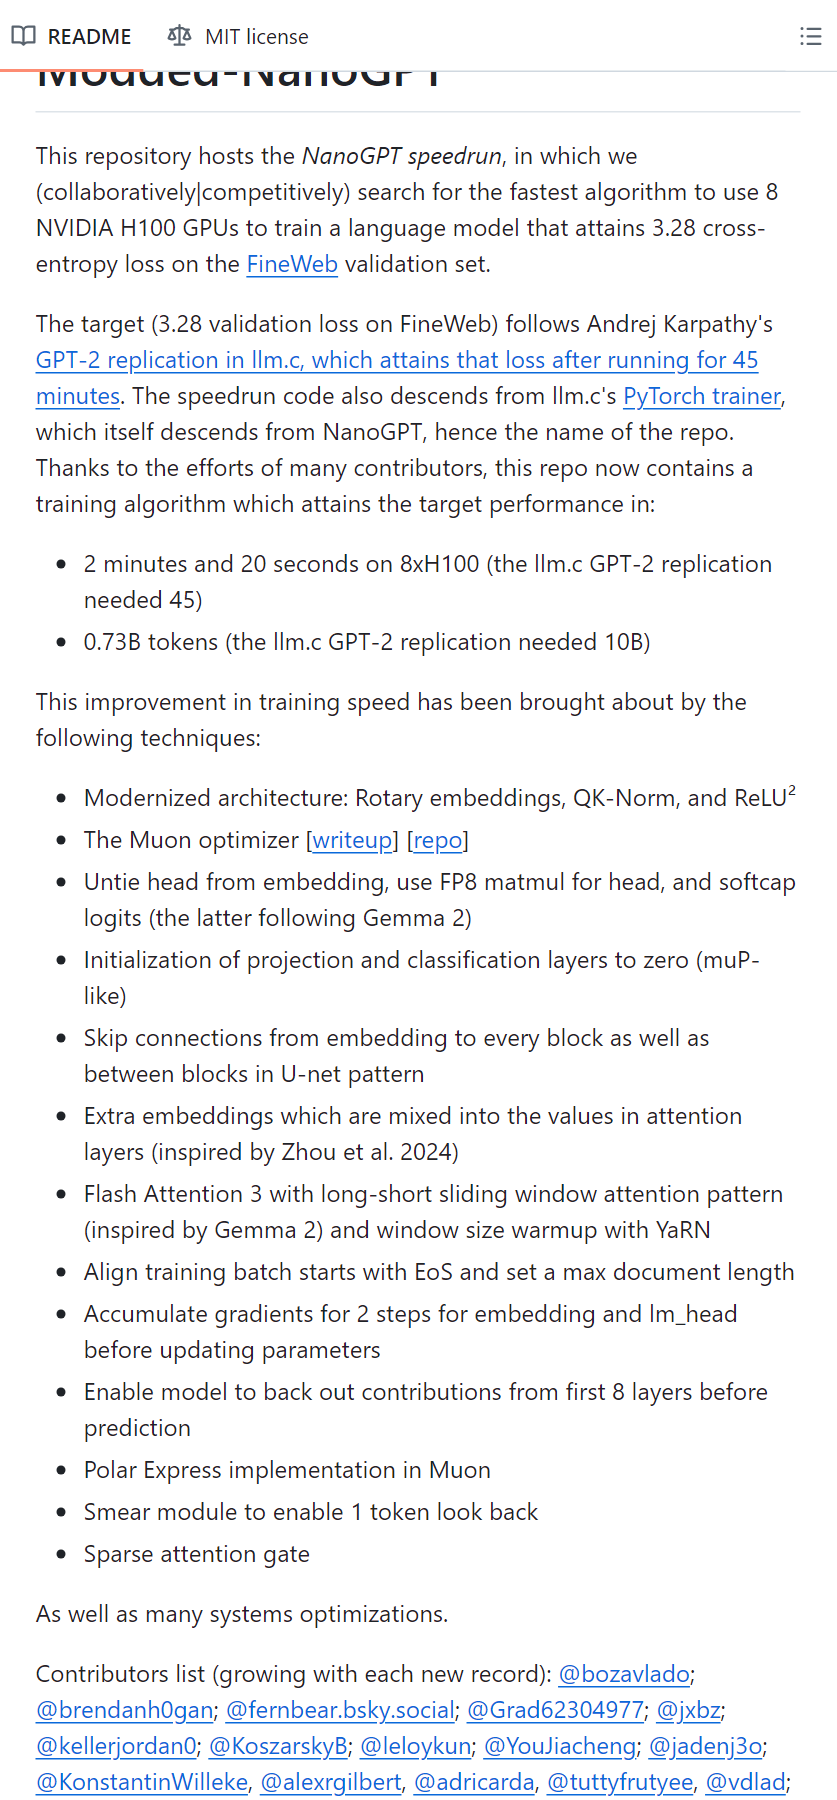 README MIT license
Modded-NanoGPT
This repository hosts the NanoGPT speedrun, in which we
(collaboratively|competitively) search for the fastest algorithm to use 8
NVIDIA H100 GPUs to train a language model that attains 3.28 cross-
entropy loss on the FineWeb validation set.
The target (3.28 validation loss on FineWeb) follows Andrej Karpathy's
GPT-2 replication in llm.c, which attains that loss after running for 45
minutes. The speedrun code also descends from llm.c's PyTorch trainer,
which itself descends from NanoGPT, hence the name of the repo.
Thanks to the efforts of many contributors, this repo now contains a
training algorithm which attains the target performance in:
• 2 minutes and 20 seconds on 8xH100 (the llm.c GPT-2 replication
needed 45)
• 0.73B tokens (the llm.c GPT-2 replication needed 10B)
This improvement in training speed has been brought about by the
following techniques:
• Modernized architecture: Rotary embeddings, QK-Norm, and ReLU²
• The Muon optimizer [writeup] [repo]
• Untie head from embedding, use FP8 matmul for head, and softcap
logits (the latter following Gemma 2)
• Initialization of projection and classification layers to zero (muP-
like)
• Skip connections from embedding to every block as well as
between blocks in U-net pattern
• Extra embeddings which are mixed into the values in attention
layers (inspired by Zhou et al. 2024)
• Flash Attention 3 with long-short sliding window attention pattern
(inspired by Gemma 2) and window size warmup with YaRN
• Align training batch starts with EoS and set a max document length
• Accumulate gradients for 2 steps for embedding and lm_head
before updating parameters
• Enable model to back out contributions from first 8 layers before
prediction
• Polar Express implementation in Muon
• Smear module to enable 1 token look back
• Sparse attention gate
As well as many systems optimizations.
Contributors list (growing with each new record): @bozavlado;
@brendanh0gan; @fernbear.bsky.social; @Grad62304977; @jxbz;
@kellerjordan0; @KoszarskyB; @leloykun; @YouJiacheng; @jadenj3o;
@KonstantinWilleke, @alexrgilbert, @adricarda, @tuttyfrutyee, @vdlad;